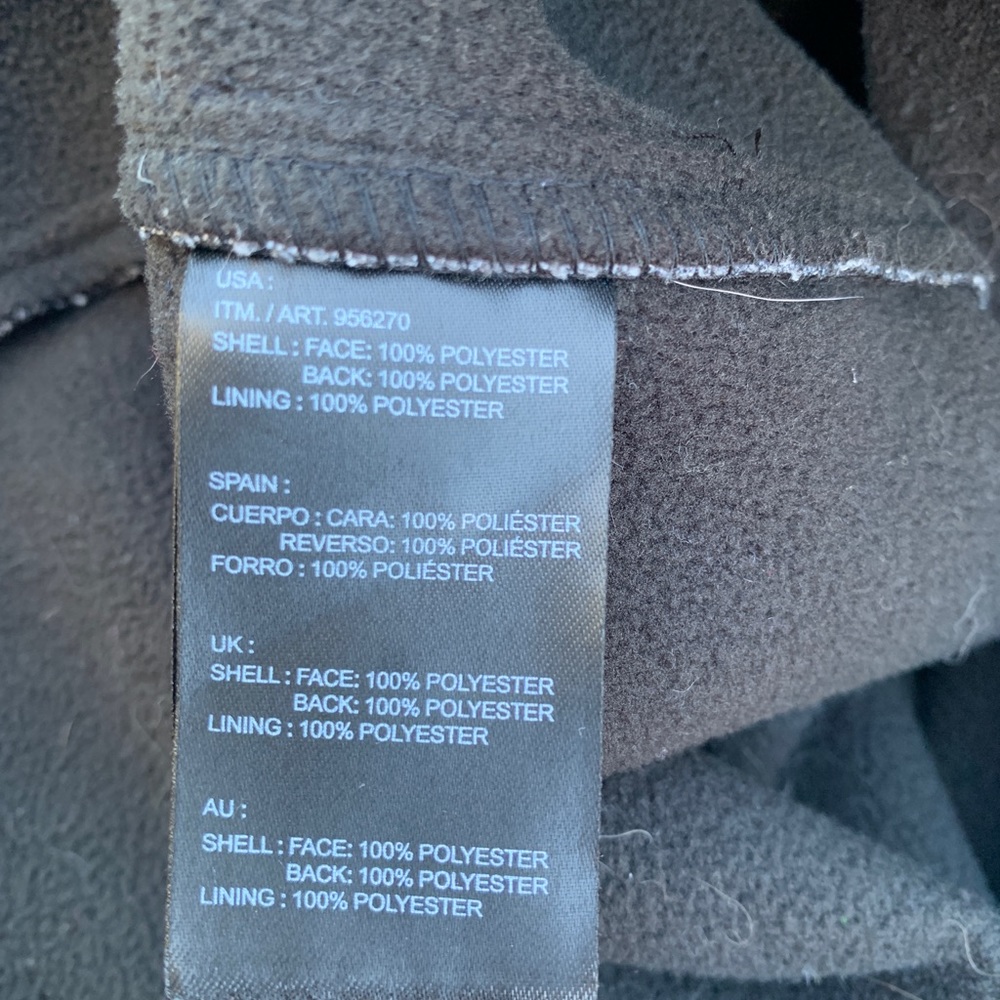 USA :
ITM. / ART. 956270
SHELL : FACE: 100% POLYESTER
BACK: 100% POLYESTER
LINING : 100% POLYESTER
SPAIN :
CUERPO : CARA: 100% POLIÉSTER
REVERSO: 100% POLIÉSTER
FORRO : 100% POLIÉSTER
UK :
SHELL : FACE: 100% POLYESTER
BACK: 100% POLYESTER
LINING : 100% POLYESTER
AU :
SHELL : FACE: 100% POLYESTER
BACK: 100% POLYESTER
LINING : 100% POLYESTER